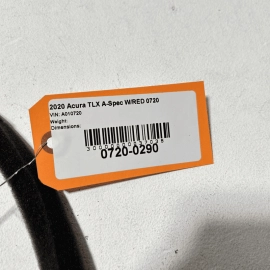 2020 Acura TLX A-Spec W/RED 0720
VIN: A010720
Weight:
Dimensions:
0720-0290